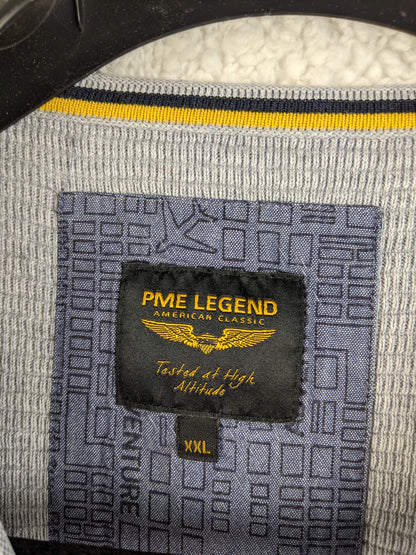 PME LEGEND
AMERICAN CLASSIC
Tested at High
Altitude
XXL
VENTURE